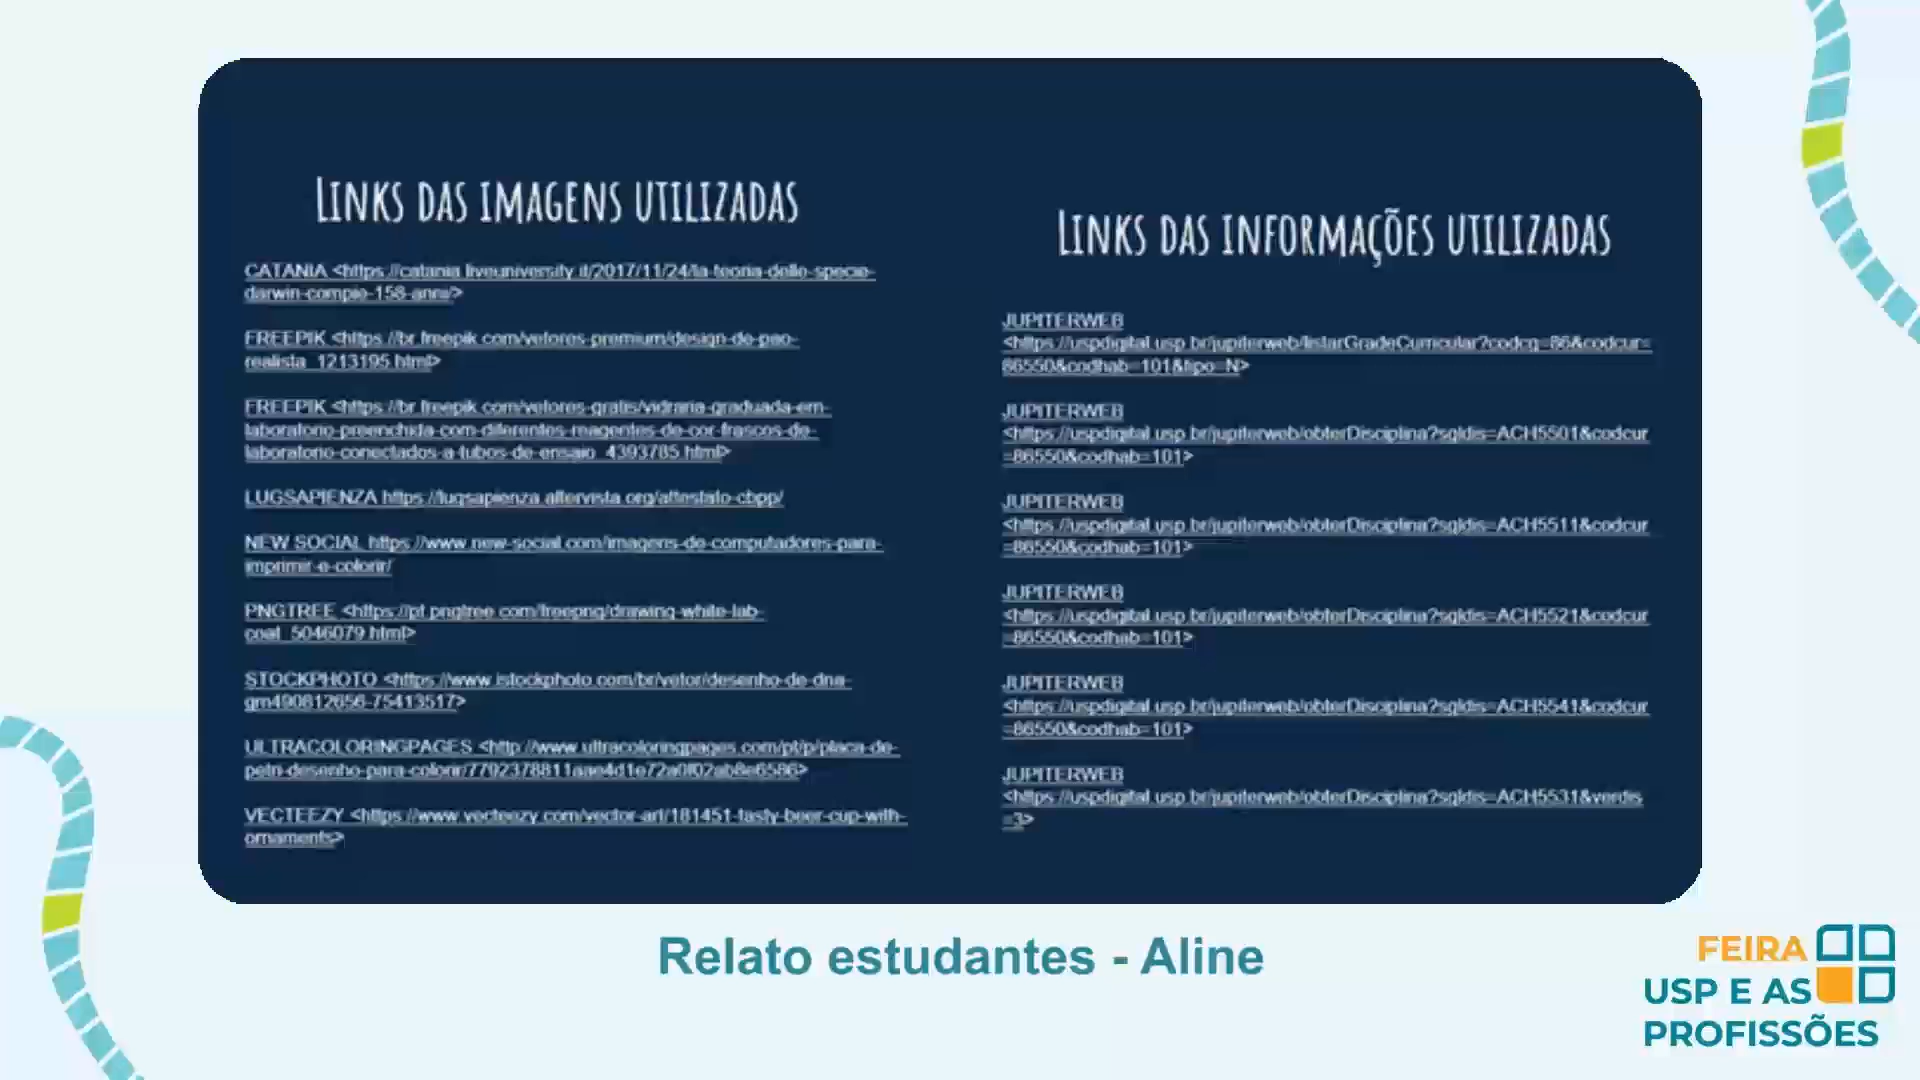 LINKS DAS IMAGENS UTILIZADAS
CATANIA <https://catania.liveuniversity.it/2017/11/24/la-teoria-delle-specie-
darwin-compie-158-anni/>
FREEPIK <https://br.freepik.com/vetores-premium/design-de-pao-
realista_1213195.html>
FREEPIK <https://br.freepik.com/vetores-gratis/vidraria-graduada-em-
laboratorio-preenchida-com-diferentes-reagentes-de-cor-frascos-de-
laboratorio-conectados-a-tubos-de-ensaio_4393785.html>
LUGSAPIENZA https://lugsapienza.altervista.org/attestato-cbpp/
NEW SOCIAL https://www.new-social.com/imagens-de-computadores-para-
imprimir-e-colorir/
PNGTREE <https://pt.pngtree.com/freepng/drawing-white-lab-
coat_5046079.html>
STOCKPHOTO <https://www.istockphoto.com/br/vetor/desenho-de-dna-
gm490812656-75413517>
ULTRACOLORINGPAGES <http://www.ultracoloringpages.com/pt/p/placa-de-
petri-desenho-para-colorir/
VECTEEZY <https://www.vecteezy.com/vector-art/181451-tasty-beer-cup-with-
ornaments>
LINKS DAS INFORMAÇÕES UTILIZADAS
JUPITERWEB
<https://uspdigital.usp.br/jupiterweb/listarGradeCurricular?codcg=86&codcur=
86550&codhab=101&tipo=N>
JUPITERWEB
<https://uspdigital.usp.br/jupiterweb/obterDisciplina?sgldis=ACH5501&codcur
=86550&codhab=101>
JUPITERWEB
<https://uspdigital.usp.br/jupiterweb/obterDisciplina?sgldis=ACH5511&codcur
=86550&codhab=101>
JUPITERWEB
<https://uspdigital.usp.br/jupiterweb/obterDisciplina?sgldis=ACH5521&codcur
=86550&codhab=101>
JUPITERWEB
<https://uspdigital.usp.br/jupiterweb/obterDisciplina?sgldis=ACH5541&codcur
=86550&codhab=101>
JUPITERWEB
<https://uspdigital.usp.br/jupiterweb/obterDisciplina?sgldis=ACH5531&verdis
=3>
Relato estudantes - Aline
FEIRA
USP E AS
PROFISSÕES